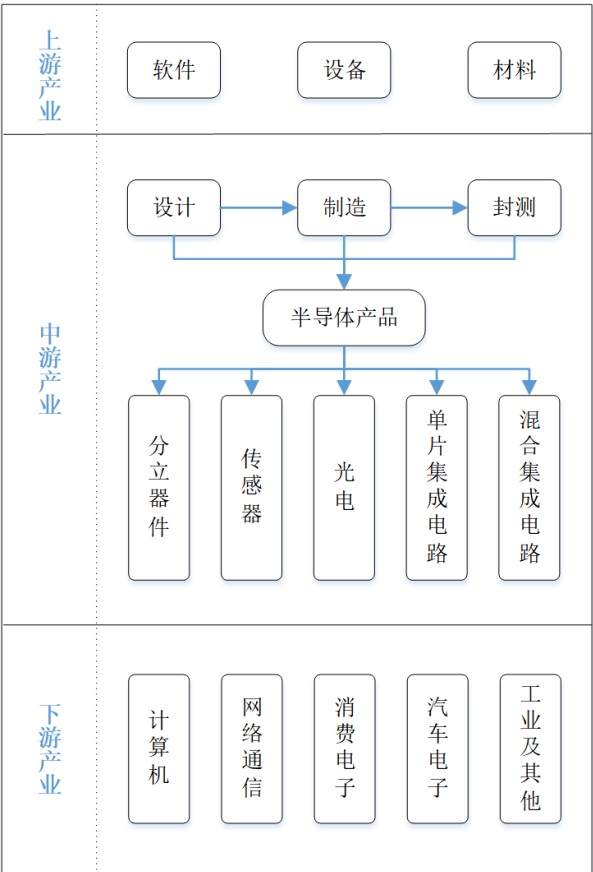 上游产业
软件
设备
材料
中游产业
设计
制造
封测
半导体产品
分立器件
传感器
光电
单片集成电路
混合集成电路
下游产业
计算机
网络通信
消费电子
汽车电子
工业及其他